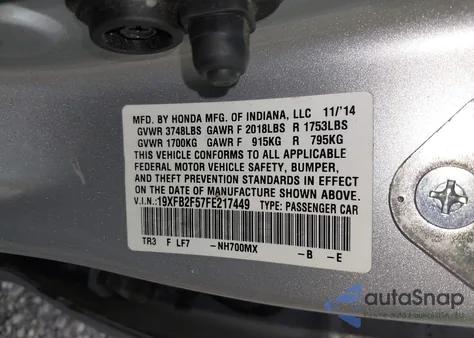 MFD. BY HONDA MFG. OF INDIANA, LLC 11/'14
GVWR 3748LBS GAWR F 2018LBS R 1753LBS
GVWR 1700KG GAWR F 915KG R 795KG
THIS VEHICLE CONFORMS TO ALL APPLICABLE
FEDERAL MOTOR VEHICLE SAFETY, BUMPER,
AND THEFT PREVENTION STANDARDS IN EFFECT
ON THE DATE OF MANUFACTURE SHOWN ABOVE.
V.I.N.:19XFB2F57FE217449 TYPE: PASSENGER CAR
TR3 F LF7 -NH700MX -B -E
autoSnap